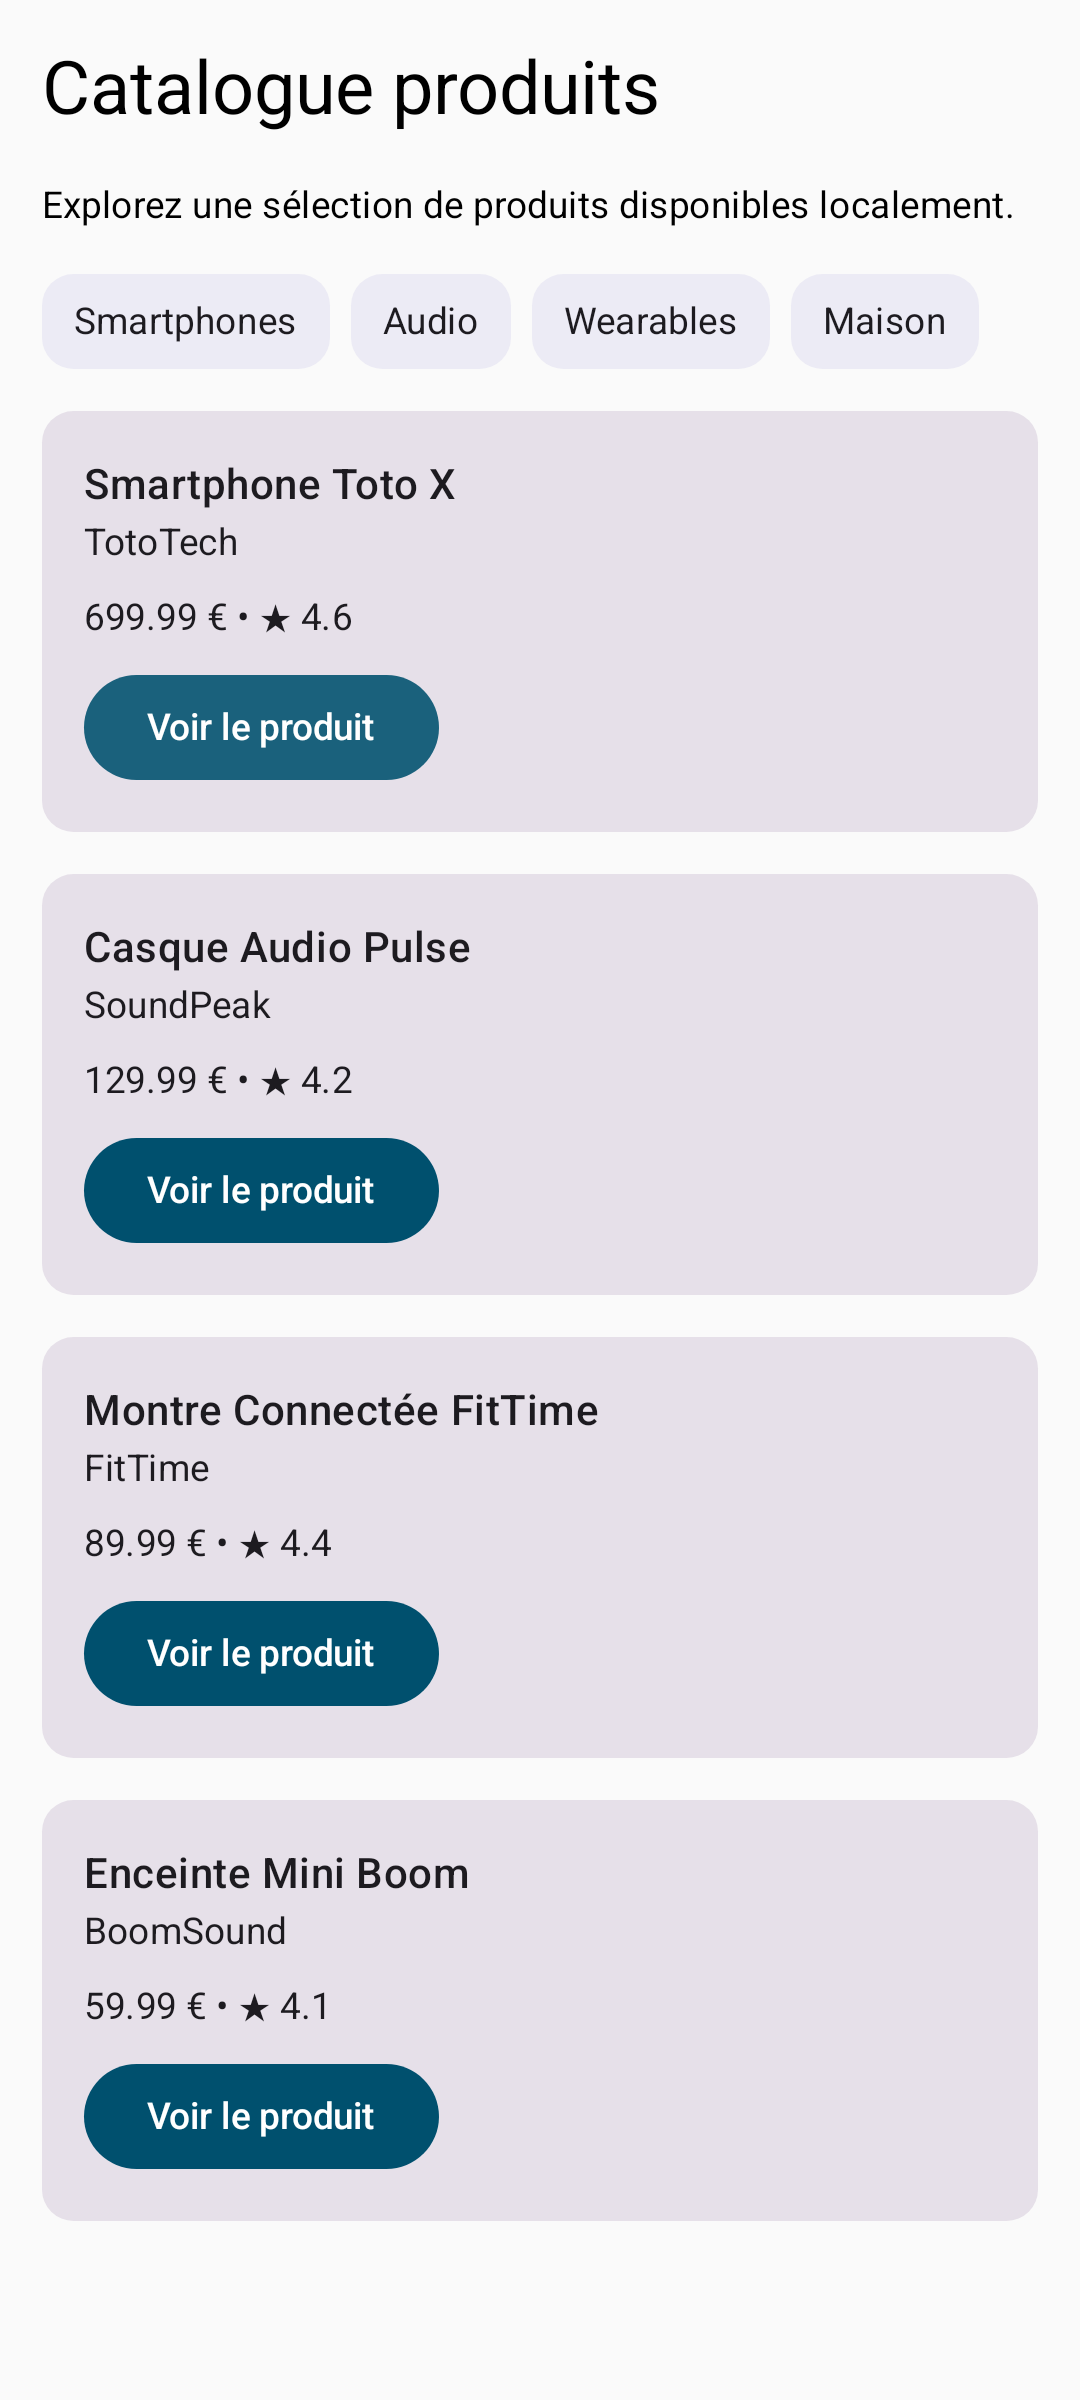 Catalogue produits
Explorez une sélection de produits disponibles localement.
Smartphones Audio Wearables Maison
Smartphone Toto X
TotoTech
699.99 € • ★ 4.6
Voir le produit
Casque Audio Pulse
SoundPeak
129.99 € • ★ 4.2
Voir le produit
Montre Connectée FitTime
FitTime
89.99 € • ★ 4.4
Voir le produit
Enceinte Mini Boom
BoomSound
59.99 € • ★ 4.1
Voir le produit